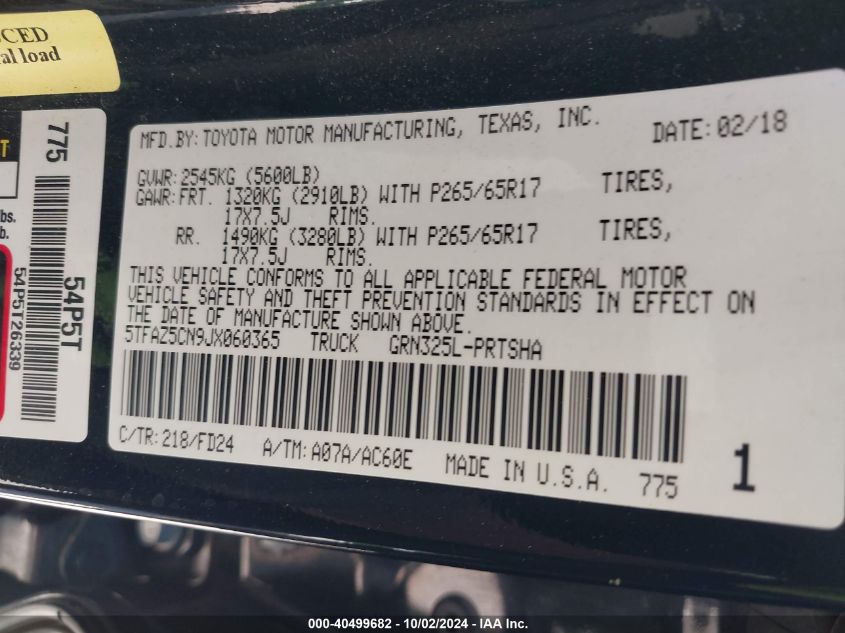 UCED
al load
T
bs.
b.
775
54P5T
54P5T26339
MFD.BY:TOYOTA MOTOR MANUFACTURING, TEXAS, INC. DATE:02/18
GVWR:2545KG (5600LB)
GAWR:FRT. 1320KG (2910LB) WITH P265/65R17 TIRES,
17X7.5J RIMS.
RR. 1490KG (3280LB) WITH P265/65R17 TIRES,
17X7.5J RIMS.
THIS VEHICLE CONFORMS TO ALL APPLICABLE FEDERAL MOTOR
VEHICLE SAFETY AND THEFT PREVENTION STANDARDS IN EFFECT ON
THE DATE OF MANUFACTURE SHOWN ABOVE.
5TFAZ5CN9JX060365 TRUCK GRN325L-PRTSHA
C/TR:218/FD24 A/TM:A07A/AC60E MADE IN U.S.A. 775 1
000-40499682 - 10/02/2024 - IAA Inc.